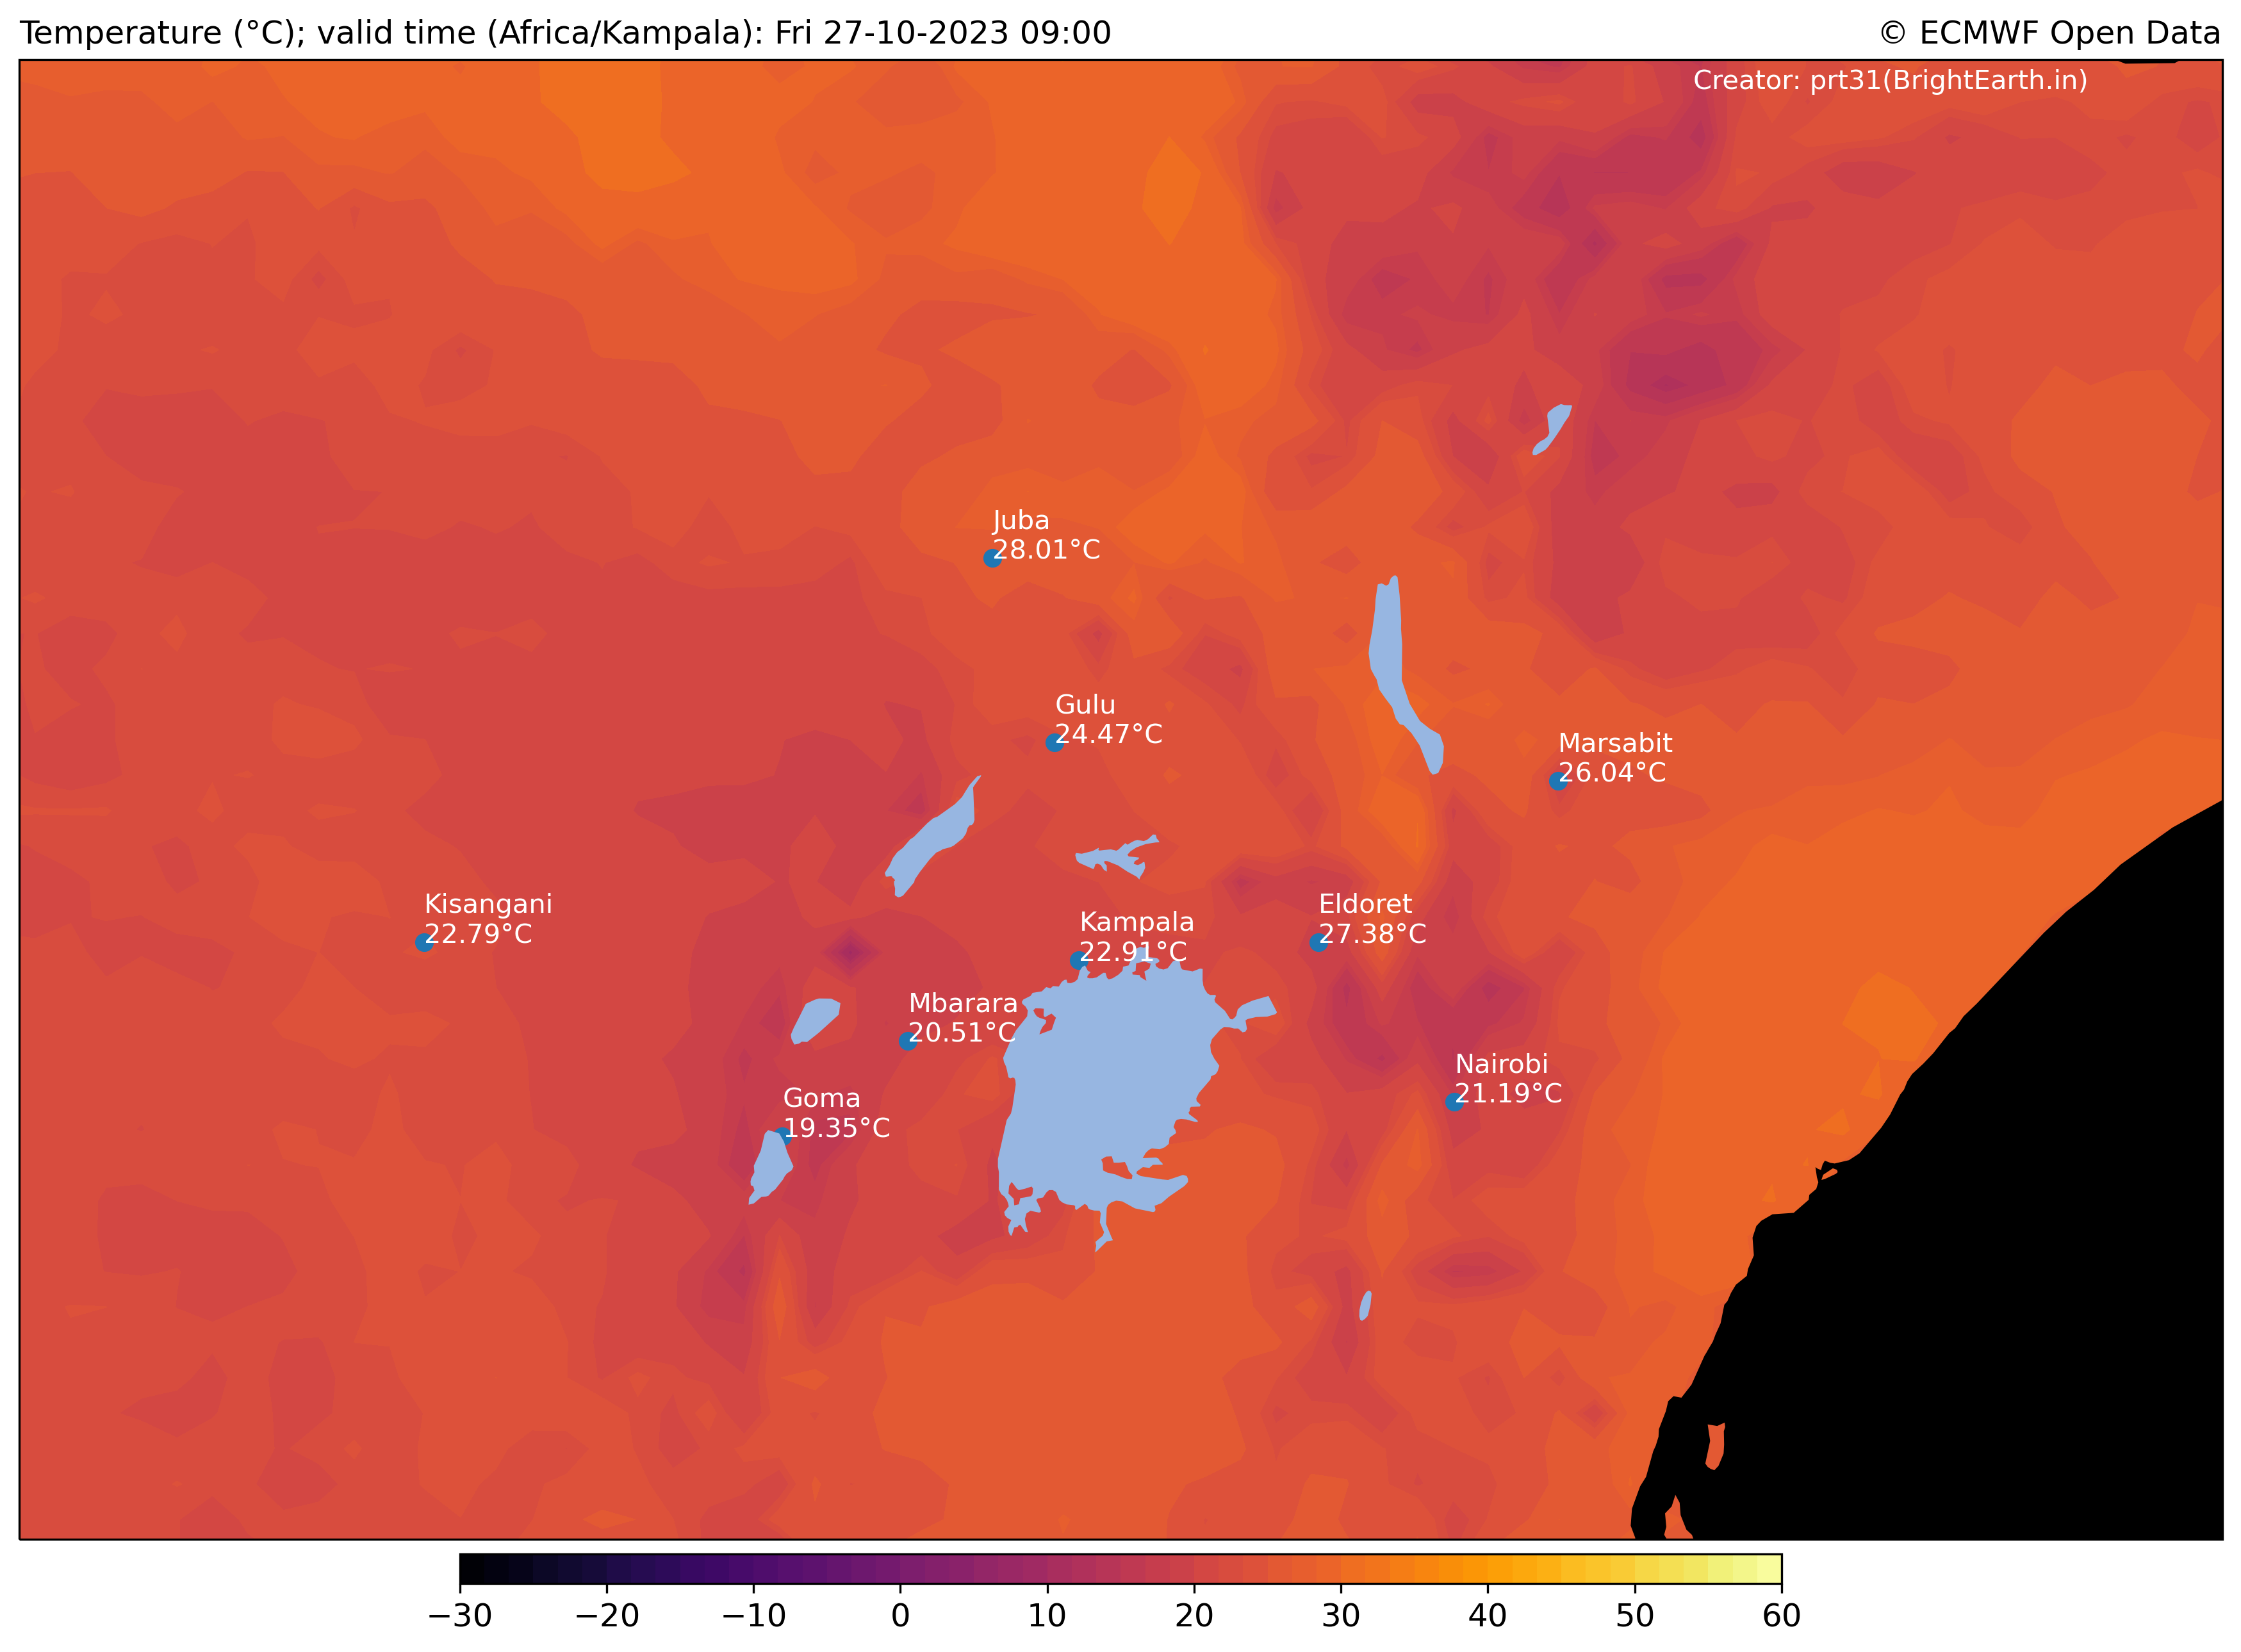 Temperature (°C); valid time (Africa/Kampala): Fri 27-10-2023 09:00
© ECMWF Open Data
Creator: prt31(BrightEarth.in)
Juba
28.01°C
Gulu
24.47°C
Marsabit
26.04°C
Kisangani
22.79°C
Eldoret
27.38°C
Kampala
22.91°C
Mbarara
20.51°C
Nairobi
21.19°C
Goma
19.35°C
−30 −20 −10 0 10 20 30 40 50 60